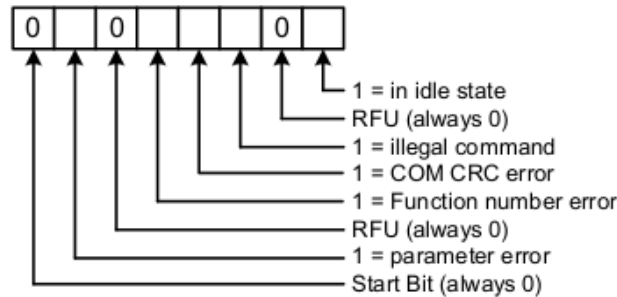 0 0 0
1 = in idle state
RFU (always 0)
1 = illegal command
1 = COM CRC error
1 = Function number error
RFU (always 0)
1 = parameter error
Start Bit (always 0)